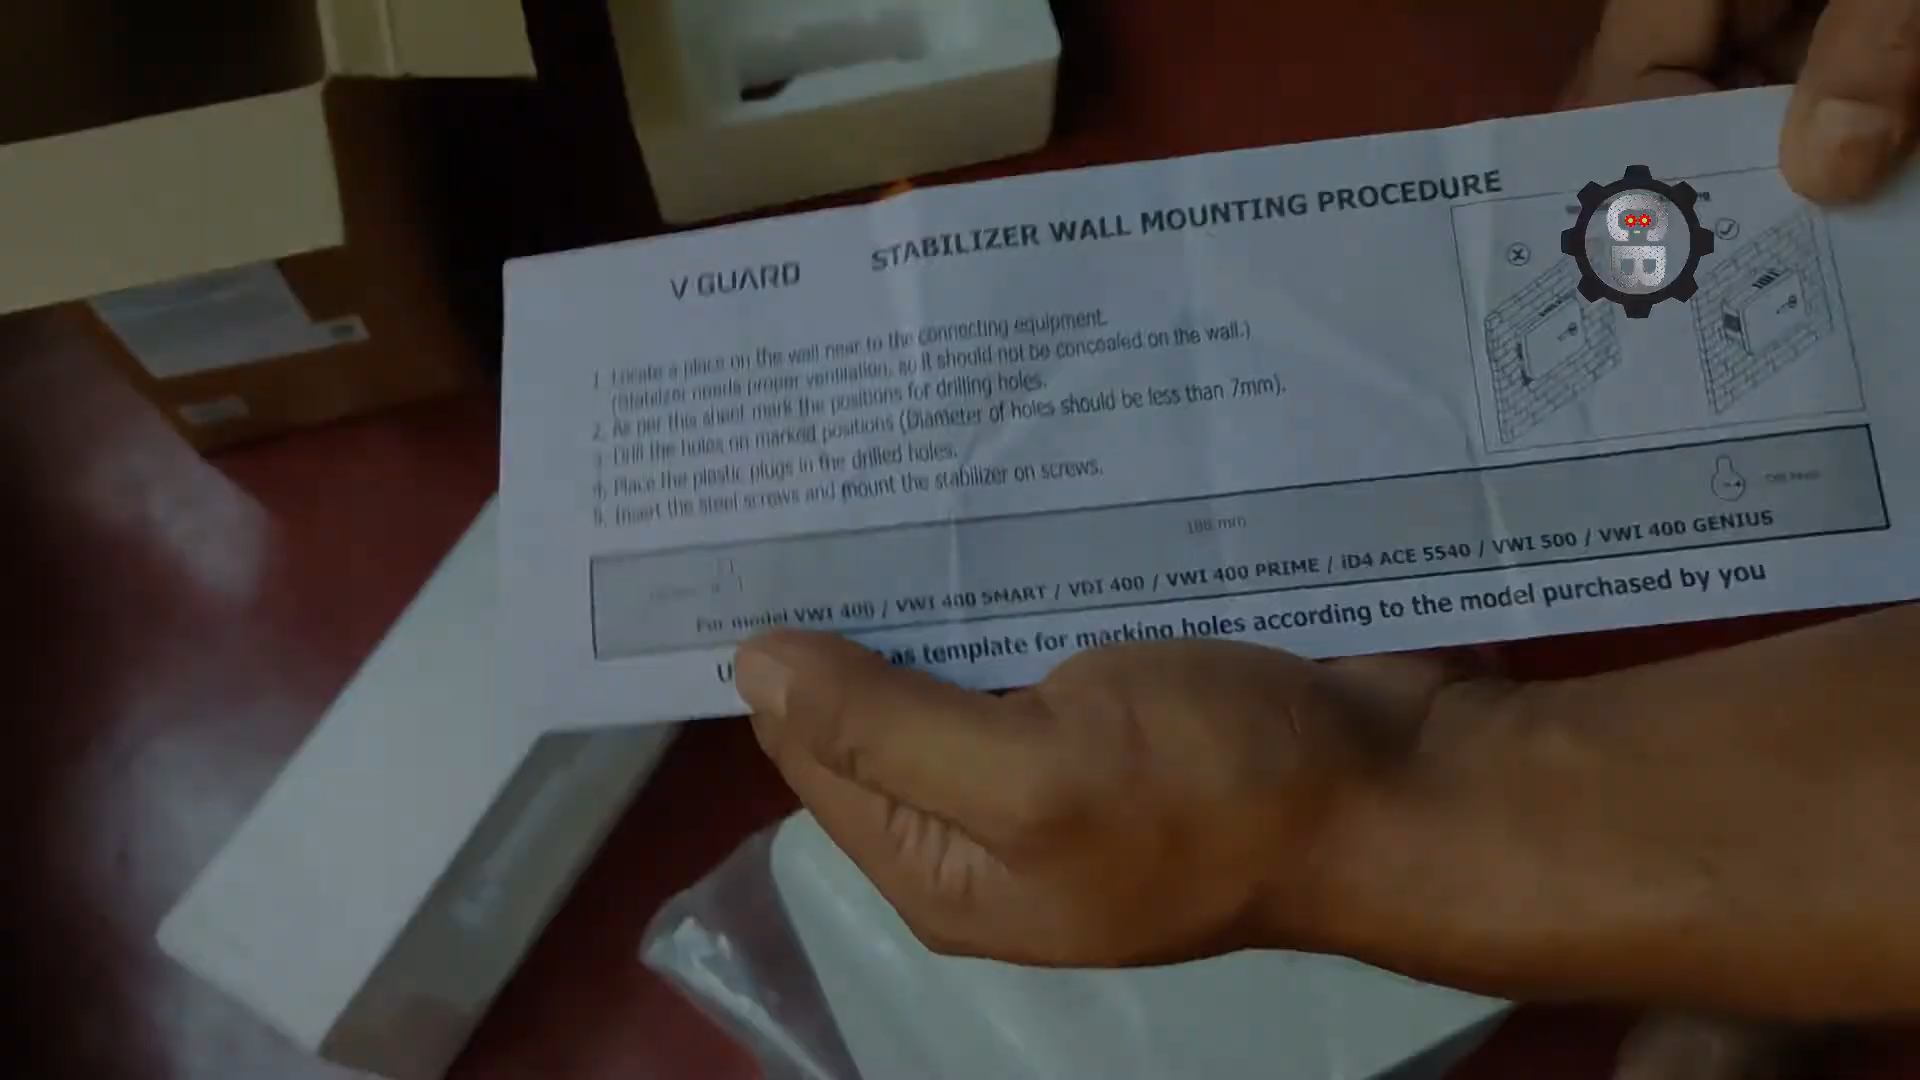 V GUARD
STABILIZER WALL MOUNTING PROCEDURE
1. Locate a place on the wall near to the connecting equipment.
(Stabilizer needs proper ventilation, so it should not be concealed on the wall.)
2. As per this sheet mark the positions for drilling holes.
3. Drill the holes on marked positions (Diameter of holes should be less than 7mm).
4. Place the plastic plugs in the drilled holes.
5. Insert the steel screws and mount the stabilizer on screws.
mm
For model VWI 400 / VWI 400 SMART / VDI 400 / VWI 400 PRIME / iD4 ACE 5540 / VWI 500 / VWI 400 GENIUS
as template for marking holes according to the model purchased by you